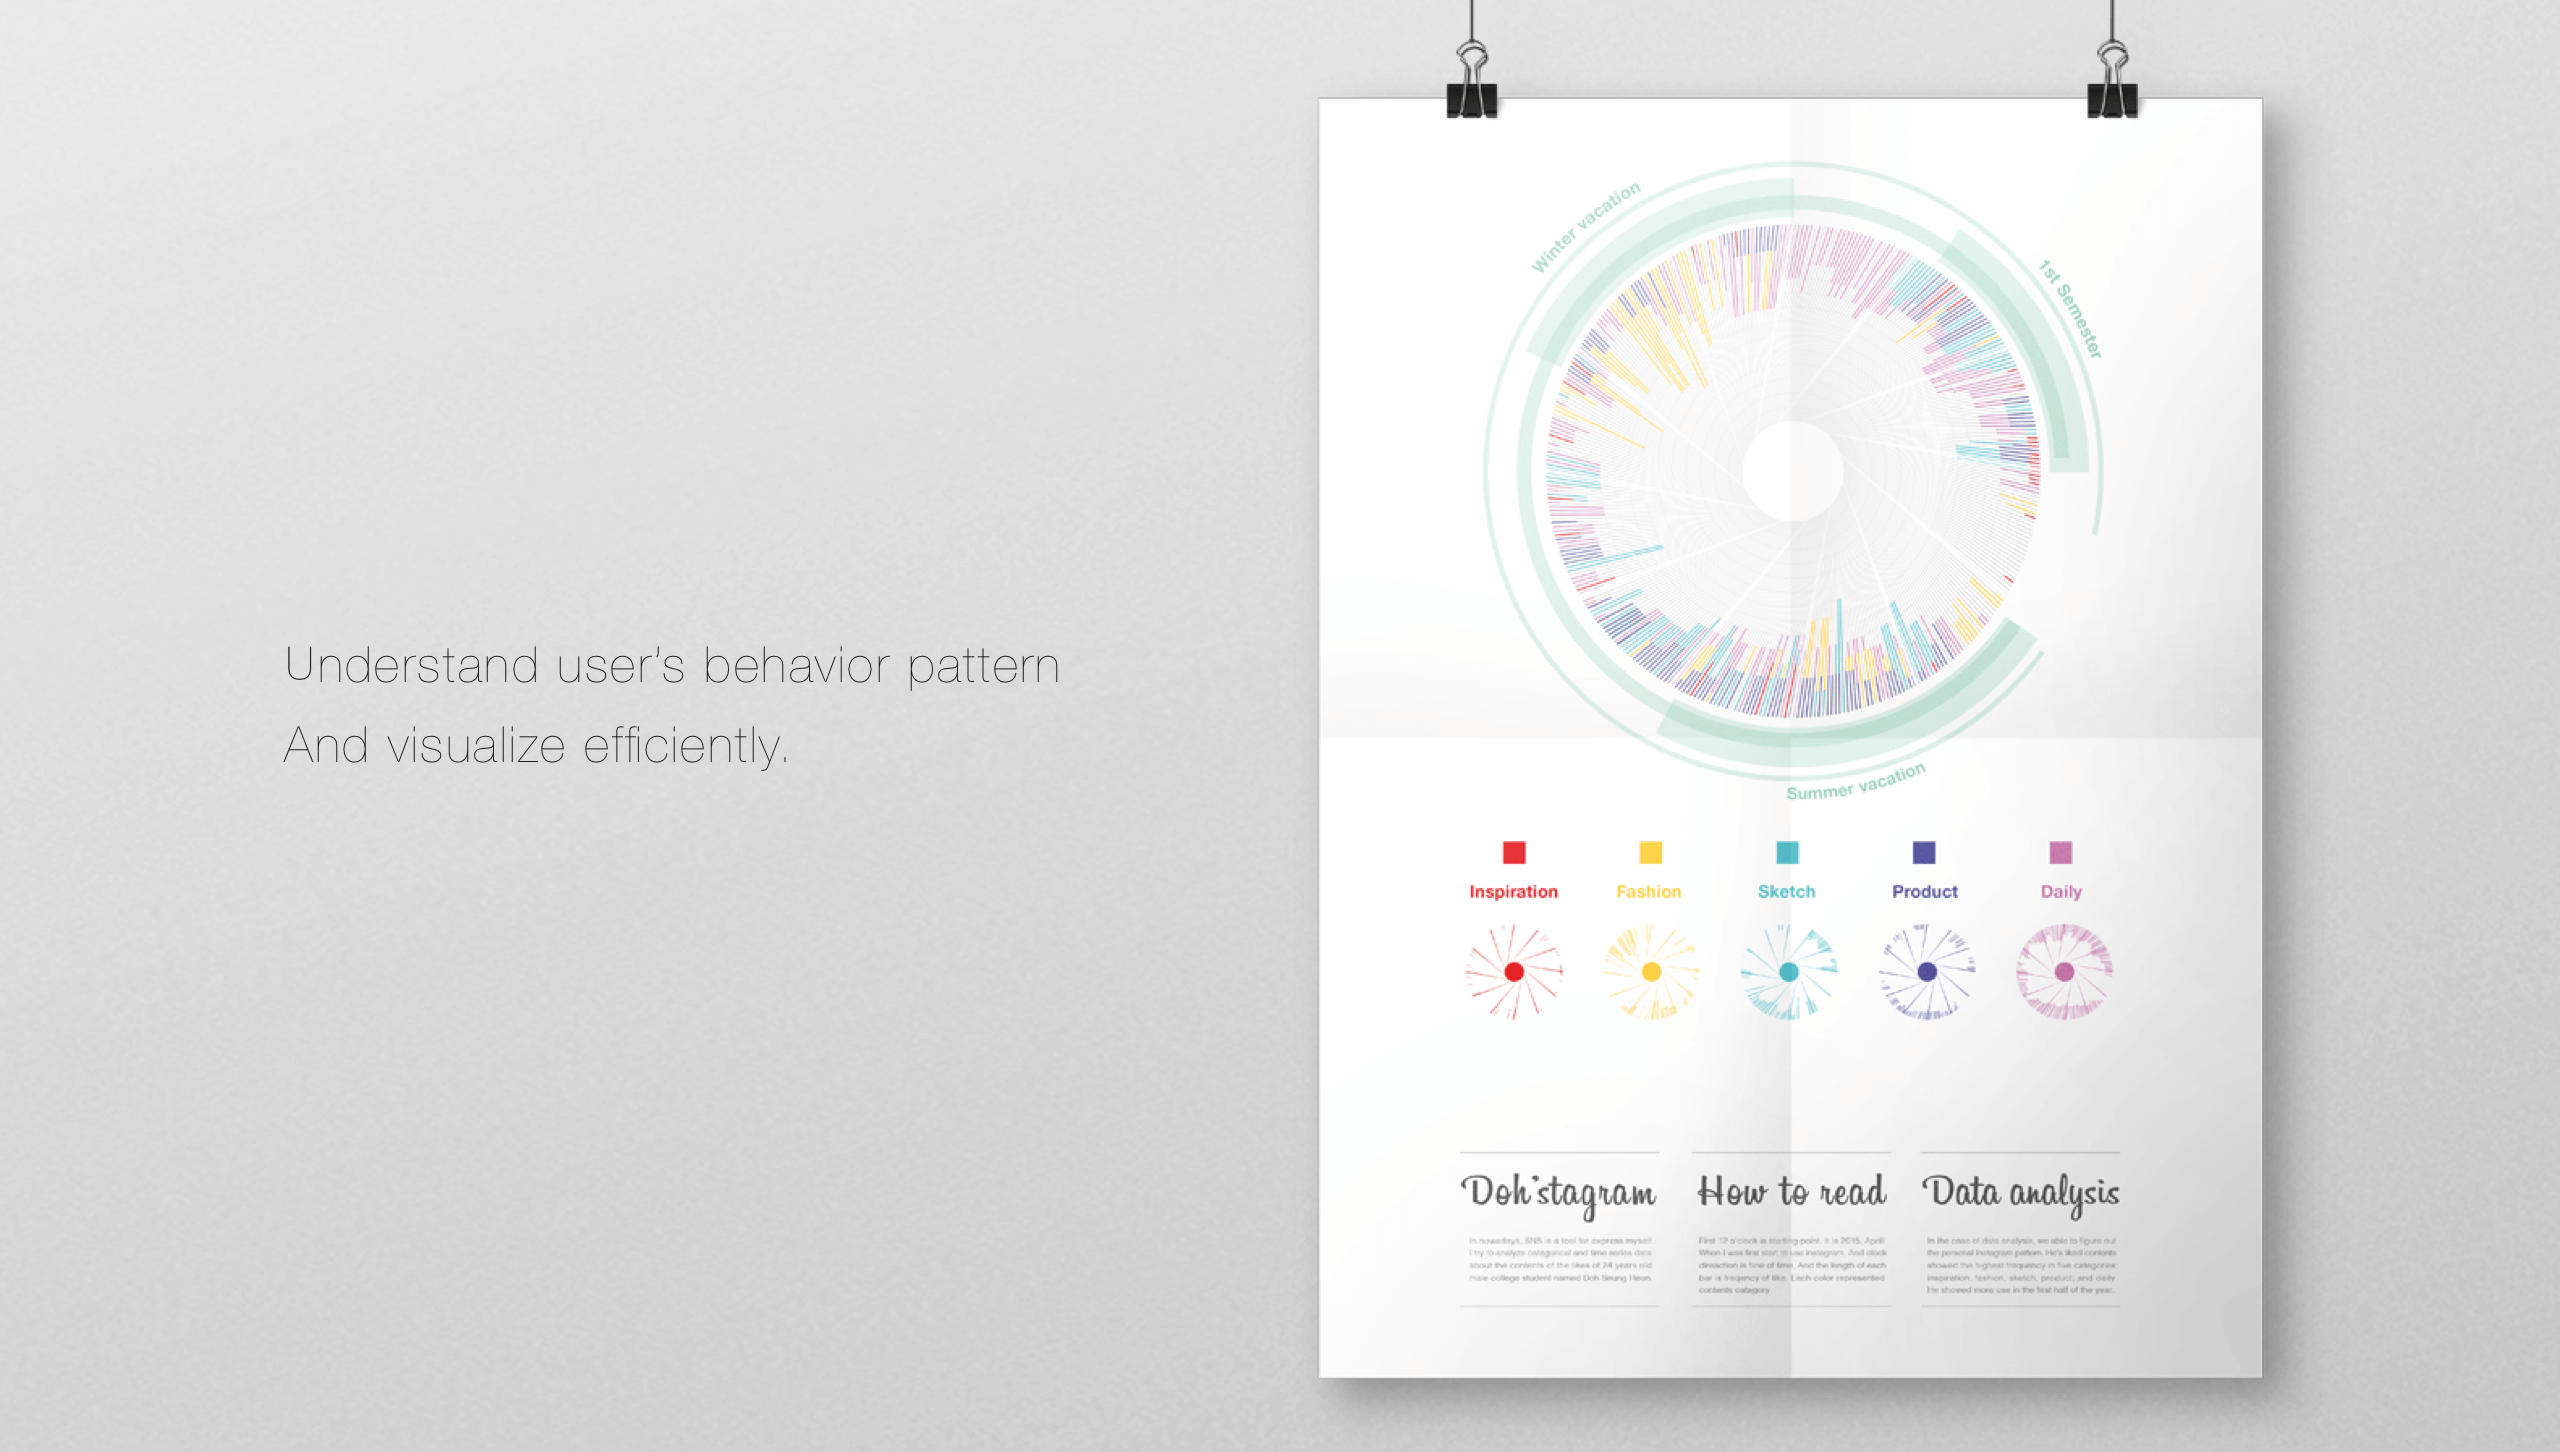 Understand user's behavior pattern
And visualize efficiently.
Winter vacation
1st Semester
Summer vacation
Inspiration
Fashion
Sketch
Product
Daily
Doh'stagram
In nowadays, SNS is a tool for express myself.
I try to analyze categorical and time series data
about the contents of the likes of 24 years old
male college student named Doh Seung Heon.
How to read
First 12 o'clock is starting point. It is 2015. April
When I was first start to use instagram. And clock
direaction is flow of time. And the length of each
bar is freqency of like. Each color represented
contents catagory
Data analysis
In the case of data analysis, we able to figure out
the personal instagram pattern. He's liked contents
showed the highest frequency in five categories:
inspiration, fashion, sketch, product, and daily
He showed more use in the first half of the year.